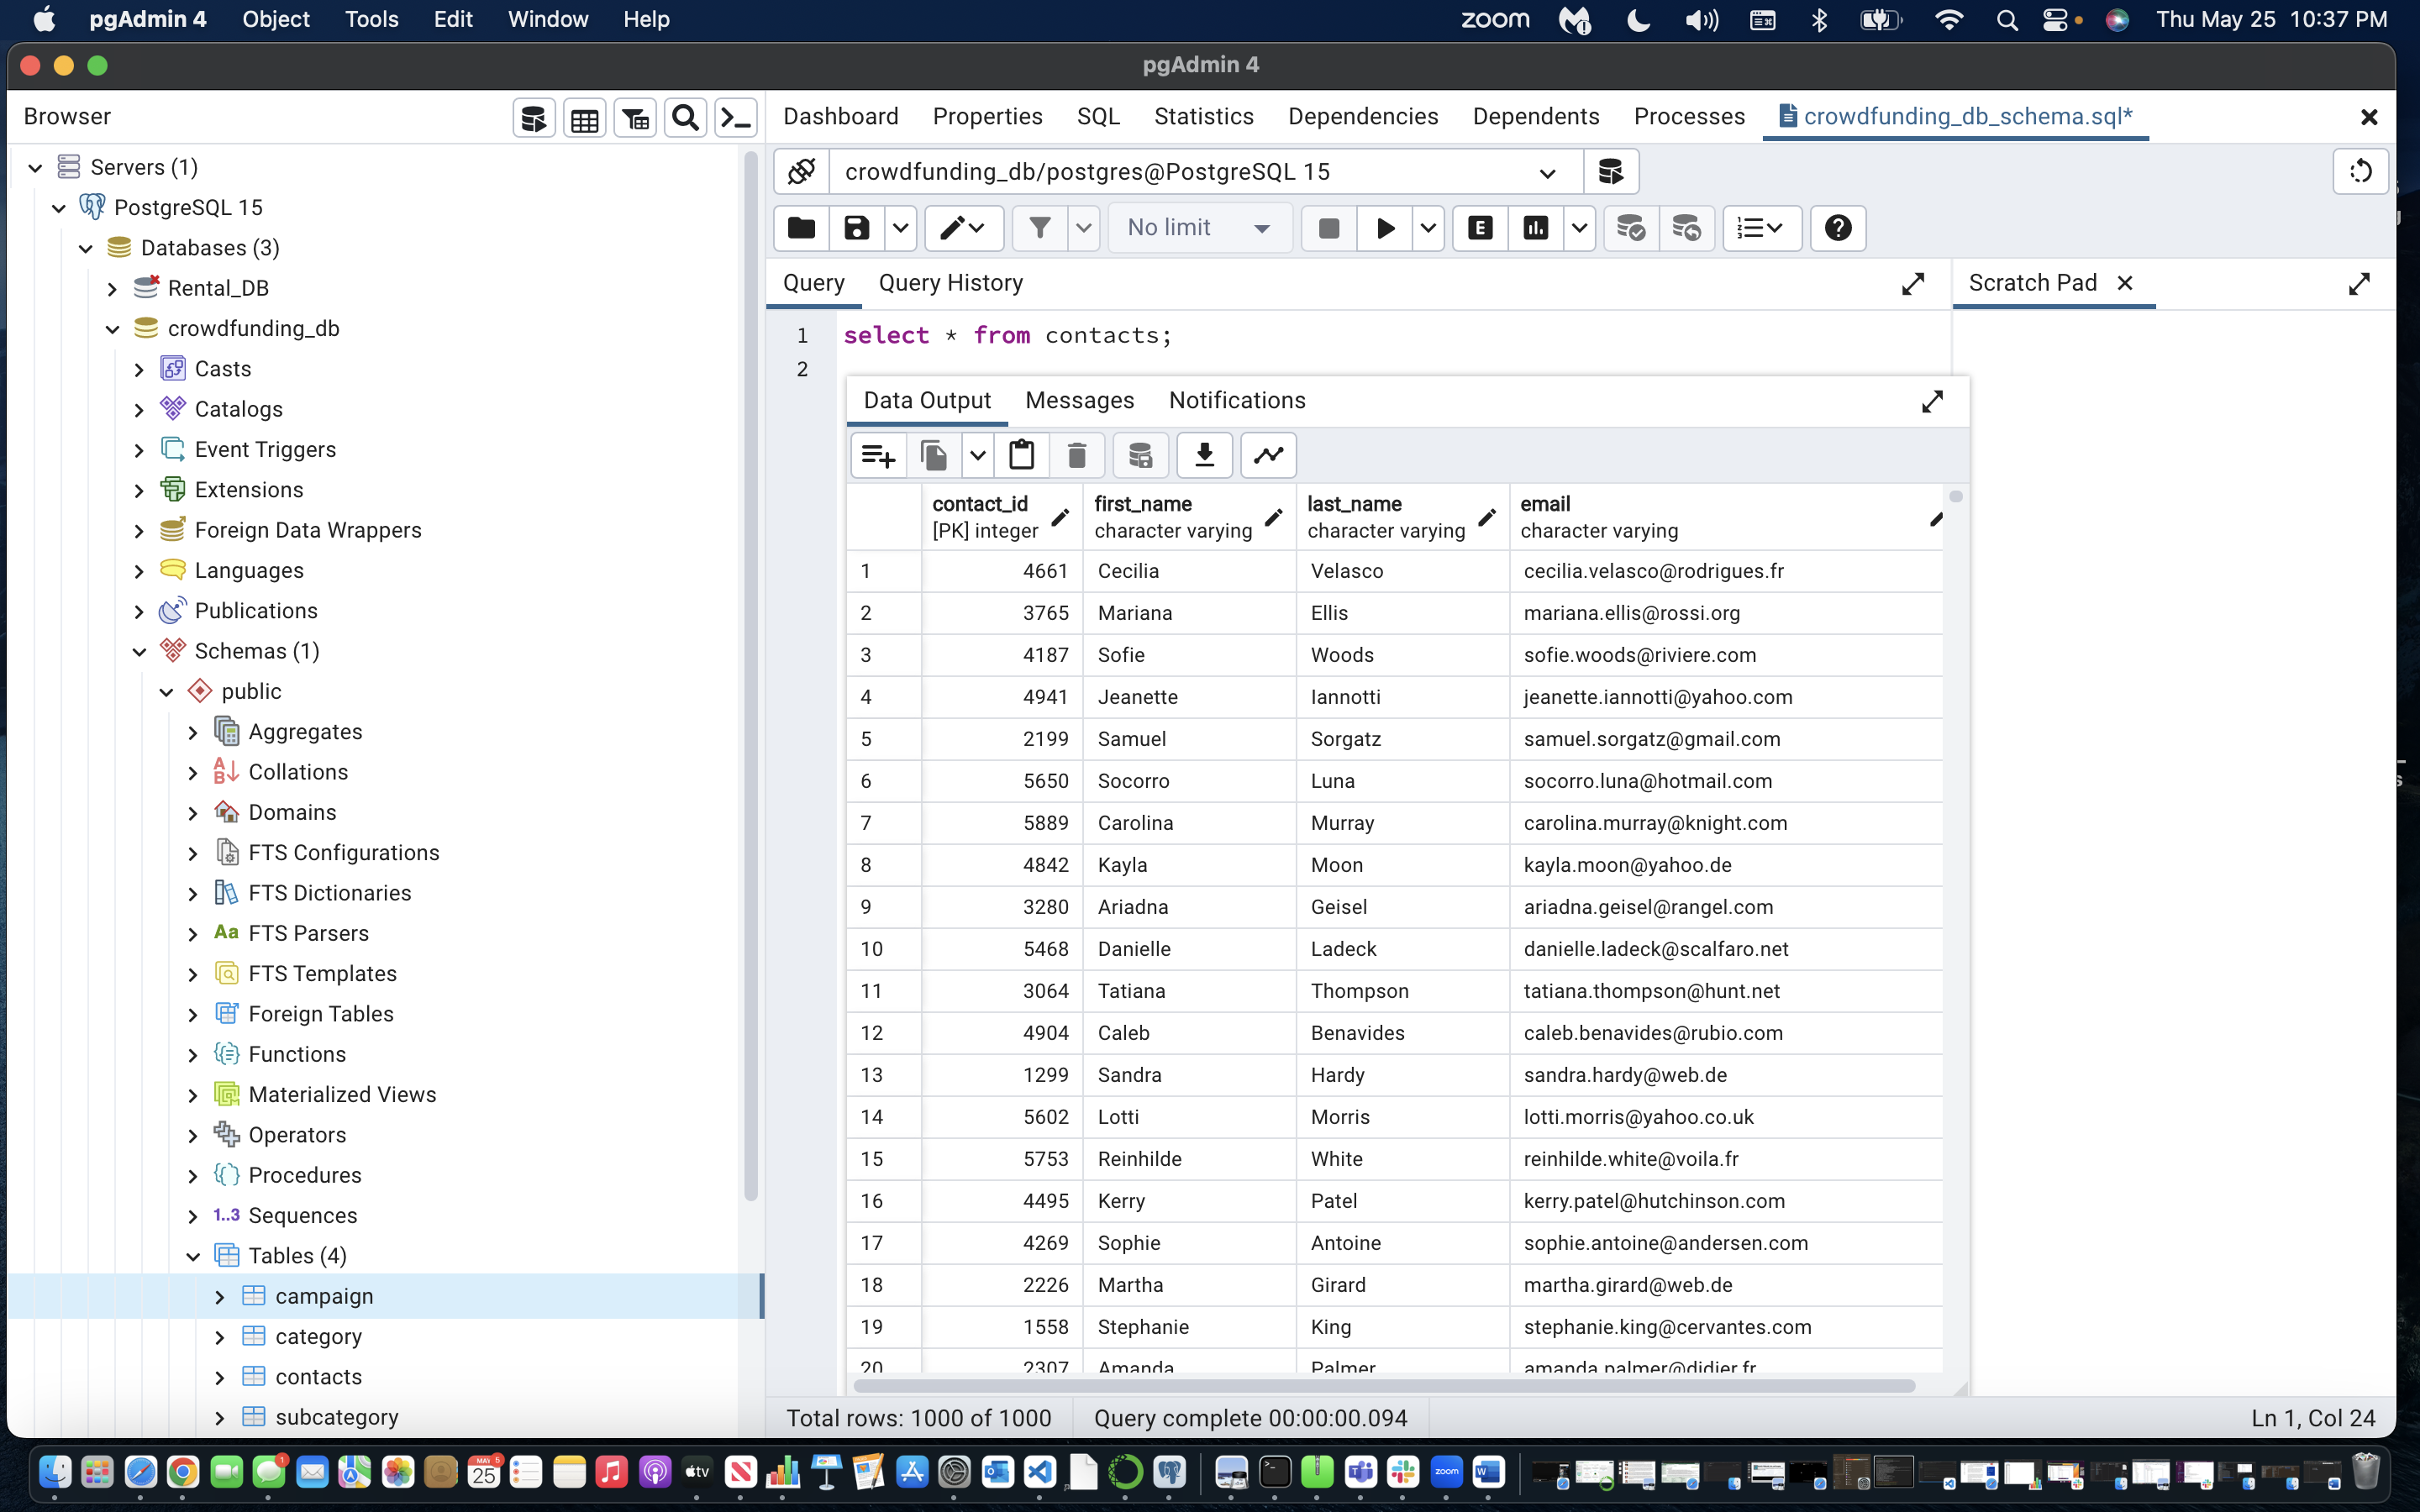 pgAdmin 4 Object Tools Edit Window Help zoom Thu May 25 10:37 PM
pgAdmin 4
Browser
Servers (1)
PostgreSQL 15
Databases (3)
Rental_DB
crowdfunding_db
Casts
Catalogs
Event Triggers
Extensions
Foreign Data Wrappers
Languages
Publications
Schemas (1)
public
Aggregates
Collations
Domains
FTS Configurations
FTS Dictionaries
Aa FTS Parsers
FTS Templates
Foreign Tables
Functions
Materialized Views
Operators
Procedures
1..3 Sequences
Tables (4)
campaign
category
contacts
subcategory
Dashboard Properties SQL Statistics Dependencies Dependents Processes crowdfunding_db_schema.sql*
crowdfunding_db/postgres@PostgreSQL 15
No limit E
Query Query History Scratch Pad
1 select * from contacts;
2
Data Output Messages Notifications
contact_id first_name last_name email
[PK] integer character varying character varying character varying
1 4661 Cecilia Velasco cecilia.velasco@rodrigues.fr
2 3765 Mariana Ellis mariana.ellis@rossi.org
3 4187 Sofie Woods sofie.woods@riviere.com
4 4941 Jeanette Iannotti jeanette.iannotti@yahoo.com
5 2199 Samuel Sorgatz samuel.sorgatz@gmail.com
6 5650 Socorro Luna socorro.luna@hotmail.com
7 5889 Carolina Murray carolina.murray@knight.com
8 4842 Kayla Moon kayla.moon@yahoo.de
9 3280 Ariadna Geisel ariadna.geisel@rangel.com
10 5468 Danielle Ladeck danielle.ladeck@scalfaro.net
11 3064 Tatiana Thompson tatiana.thompson@hunt.net
12 4904 Caleb Benavides caleb.benavides@rubio.com
13 1299 Sandra Hardy sandra.hardy@web.de
14 5602 Lotti Morris lotti.morris@yahoo.co.uk
15 5753 Reinhilde White reinhilde.white@voila.fr
16 4495 Kerry Patel kerry.patel@hutchinson.com
17 4269 Sophie Antoine sophie.antoine@andersen.com
18 2226 Martha Girard martha.girard@web.de
19 1558 Stephanie King stephanie.king@cervantes.com
20 2307 Amanda Palmer amanda.palmer@didier.fr
Total rows: 1000 of 1000 Query complete 00:00:00.094 Ln 1, Col 24
1 MAY 25 5 tv zoom